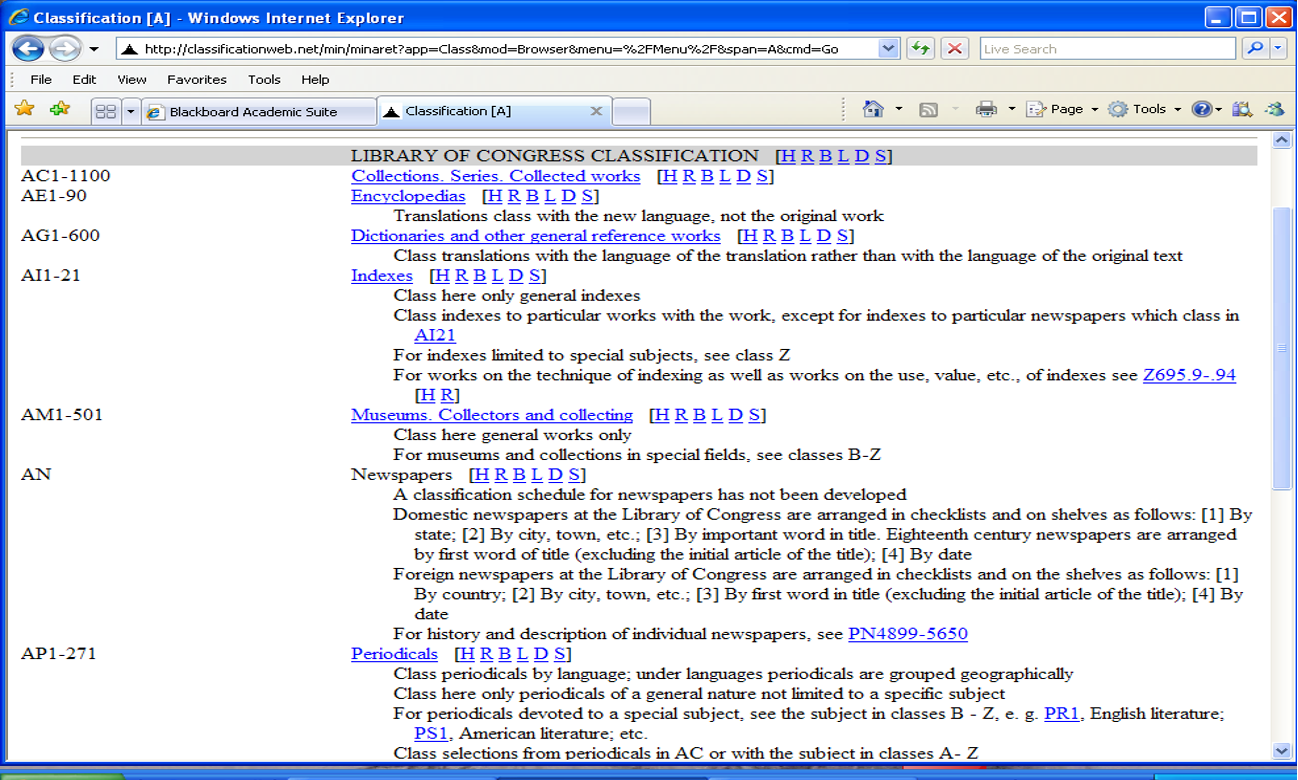 Classification [A] - Windows Internet Explorer
http://classificationweb.net/min/minaret?app=Class&mod=Browser&menu=%2FMenu%2F&span=A&cmd=Go
Live Search
File Edit View Favorites Tools Help
Blackboard Academic Suite Classification [A] Page Tools
LIBRARY OF CONGRESS CLASSIFICATION [H R B L D S]
AC1-1100 Collections. Series. Collected works [H R B L D S]
AE1-90 Encyclopedias [H R B L D S]
Translations class with the new language, not the original work
AG1-600 Dictionaries and other general reference works [H R B L D S]
Class translations with the language of the translation rather than with the language of the original text
AI1-21 Indexes [H R B L D S]
Class here only general indexes
Class indexes to particular works with the work, except for indexes to particular newspapers which class in
AI21
For indexes limited to special subjects, see class Z
For works on the technique of indexing as well as works on the use, value, etc., of indexes see Z695.9-.94
[H R]
AM1-501 Museums. Collectors and collecting [H R B L D S]
Class here general works only
For museums and collections in special fields, see classes B-Z
AN Newspapers [H R B L D S]
A classification schedule for newspapers has not been developed
Domestic newspapers at the Library of Congress are arranged in checklists and on shelves as follows: [1] By
state; [2] By city, town, etc.; [3] By important word in title. Eighteenth century newspapers are arranged
by first word of title (excluding the initial article of the title); [4] By date
Foreign newspapers at the Library of Congress are arranged in checklists and on the shelves as follows: [1]
By country; [2] By city, town, etc.; [3] By first word in title (excluding the initial article of the title); [4] By
date
For history and description of individual newspapers, see PN4899-5650
AP1-271 Periodicals [H R B L D S]
Class periodicals by language; under languages periodicals are grouped geographically
Class here only periodicals of a general nature not limited to a specific subject
For periodicals devoted to a special subject, see the subject in classes B - Z, e. g. PR1, English literature;
PS1, American literature; etc.
Class selections from periodicals in AC or with the subject in classes A- Z